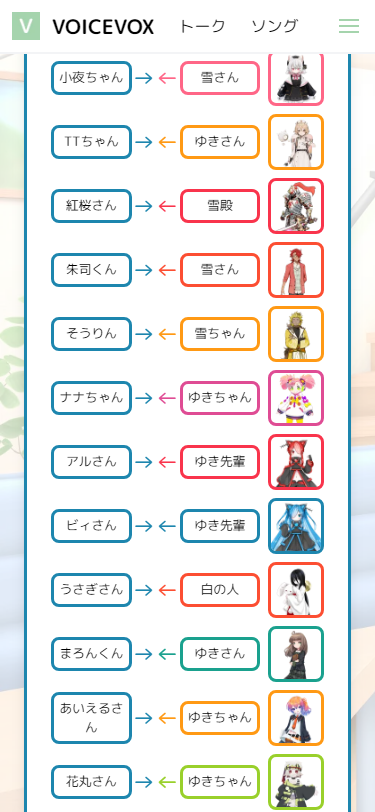 V VOICEVOX トーク ソング
小夜ちゃん → ← 雪さん
TTちゃん → ← ゆきさん
紅桜さん → ← 雪殿
朱司くん → ← 雪さん
そうりん → ← 雪ちゃん
ナナちゃん → ← ゆきちゃん
アルさん → ← ゆき先輩
ビィさん → ← ゆき先輩
うさぎさん → ← 白の人
まろんくん → ← ゆきさん
あいえるさ
ん → ← ゆきちゃん
花丸さん → ← ゆきちゃん